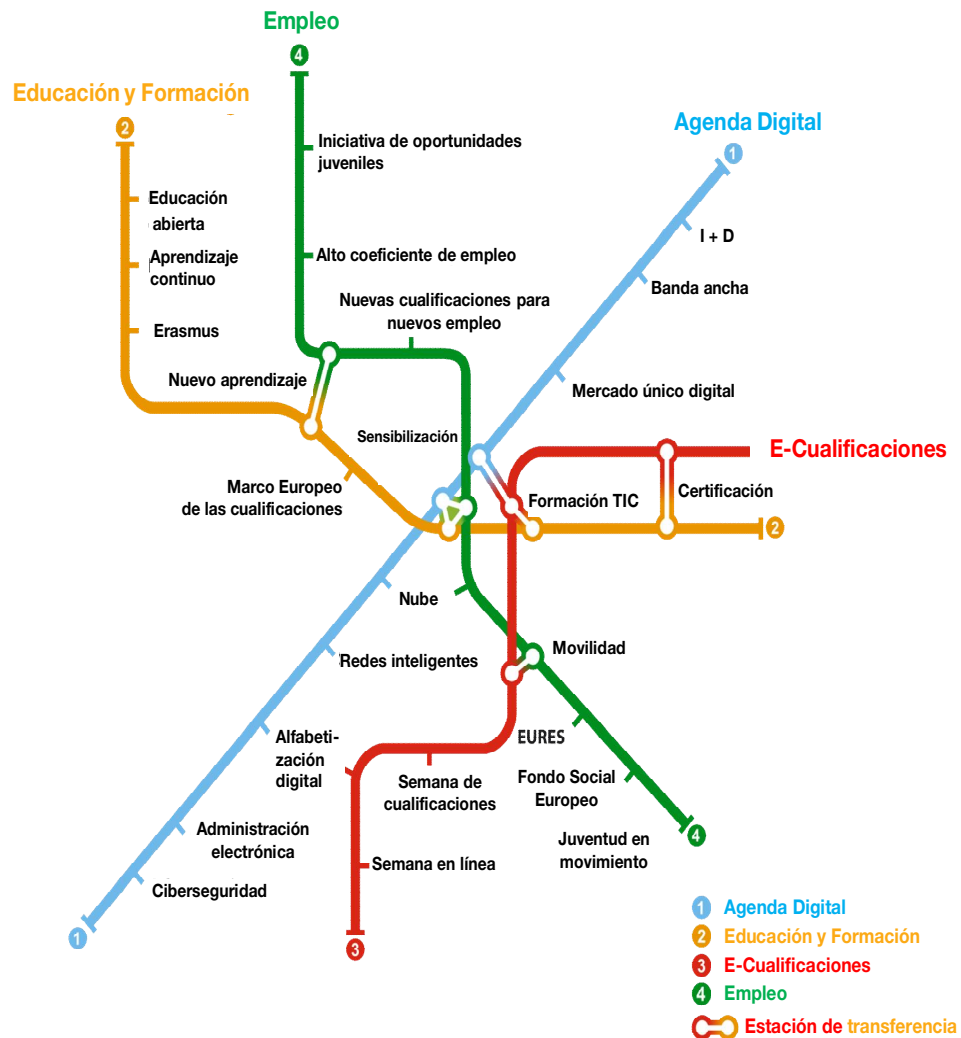 Empleo
4
Educación y Formación
2
Agenda Digital
1
Iniciativa de oportunidades
juveniles
Educación
abierta
I + D
Alto coeficiente de empleo
Aprendizaje
continuo
Banda ancha
Nuevas cualificaciones para
nuevos empleo
Erasmus
Nuevo aprendizaje
Mercado único digital
Sensibilización
E-Cualificaciones
Marco Europeo
de las cualificaciones
Formación TIC
Certificación
2
Nube
Movilidad
Redes inteligentes
EURES
Alfabeti-
zación
digital
Semana de
cualificaciones
Fondo Social
Europeo
Administración
electrónica
Juventud en
movimiento
4
Semana en línea
Ciberseguridad
1
3
1 Agenda Digital
2 Educación y Formación
3 E-Cualificaciones
4 Empleo
Estación de transferencia